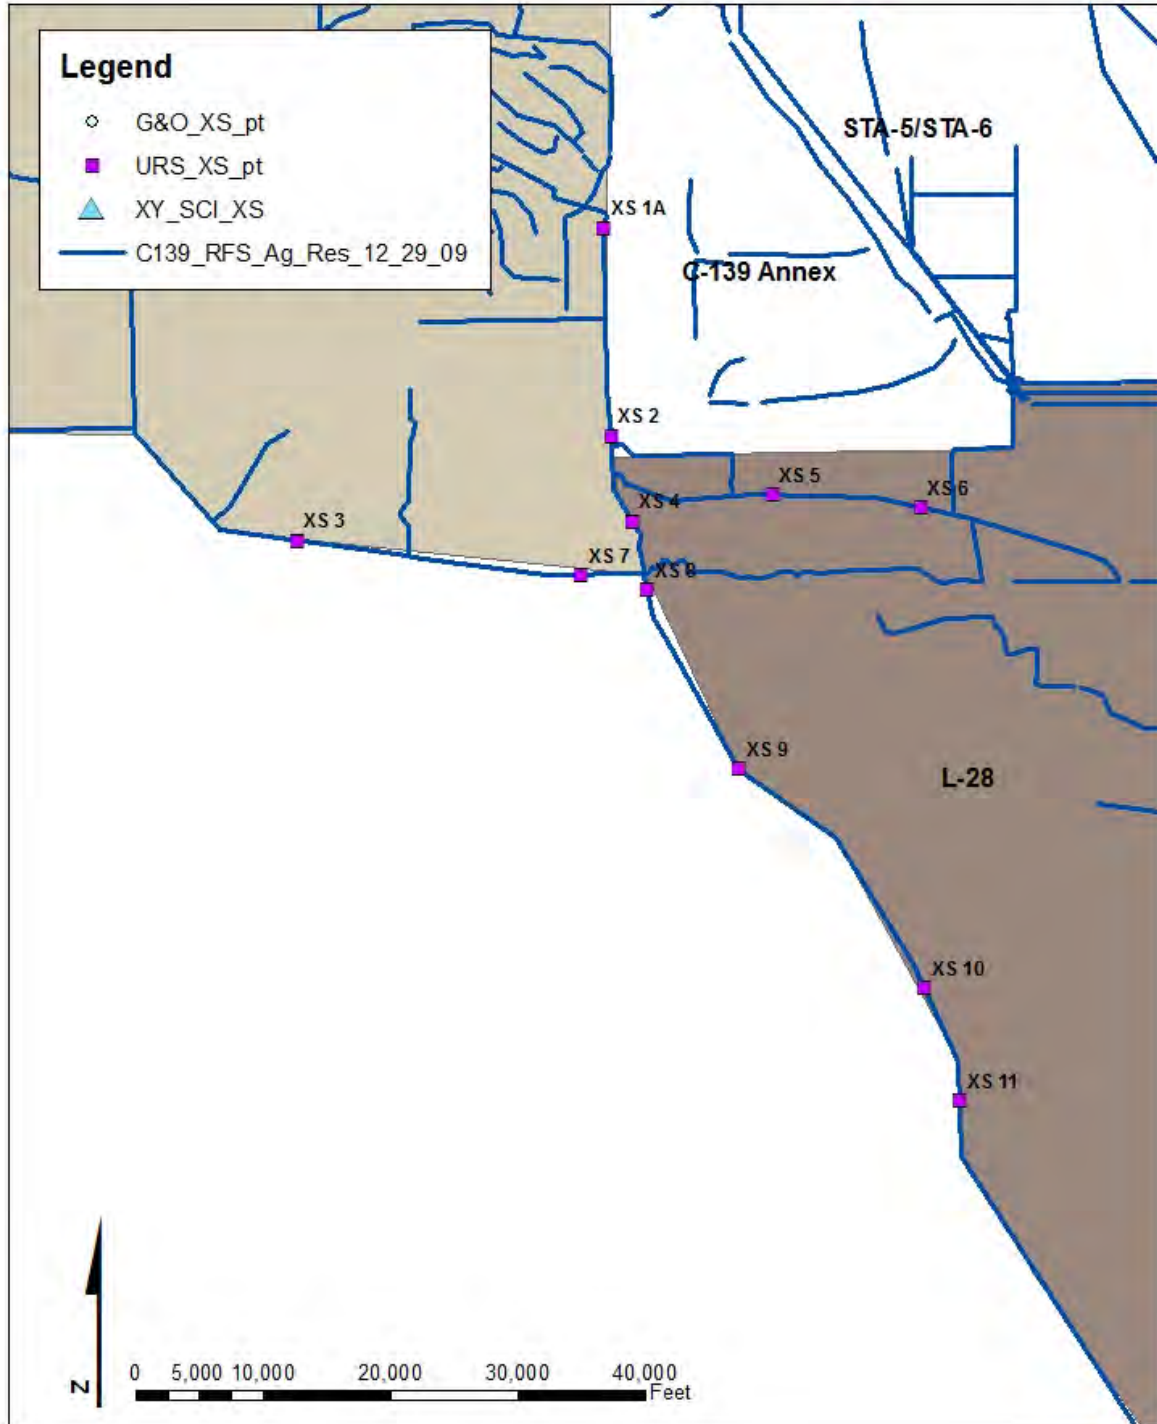 Legend
G&O_XS_pt
URS_XS_pt
XY_SCI_XS
C139_RFS_Ag_Res_12_29_09
STA-5/STA-6
XS 1A
C-139 Annex
XS 2
XS 5
XS 6
XS 4
XS 3
XS 7
XS 8
XS 9
L-28
XS 10
XS 11
N
0 5,000 10,000 20,000 30,000 40,000
Feet